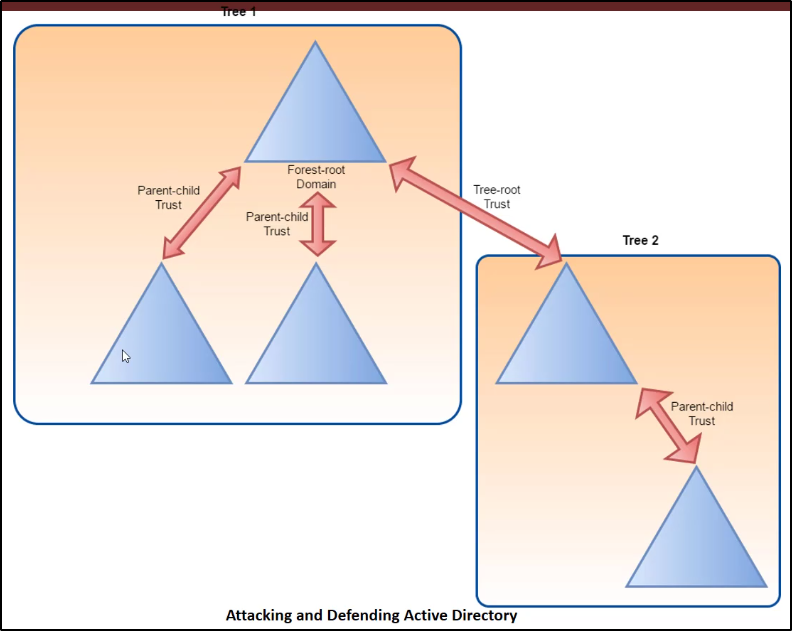 Tree 1
Forest-root
Domain
Parent-child
Trust
Parent-child
Trust
Tree-root
Trust
Tree 2
Parent-child
Trust
Attacking and Defending Active Directory